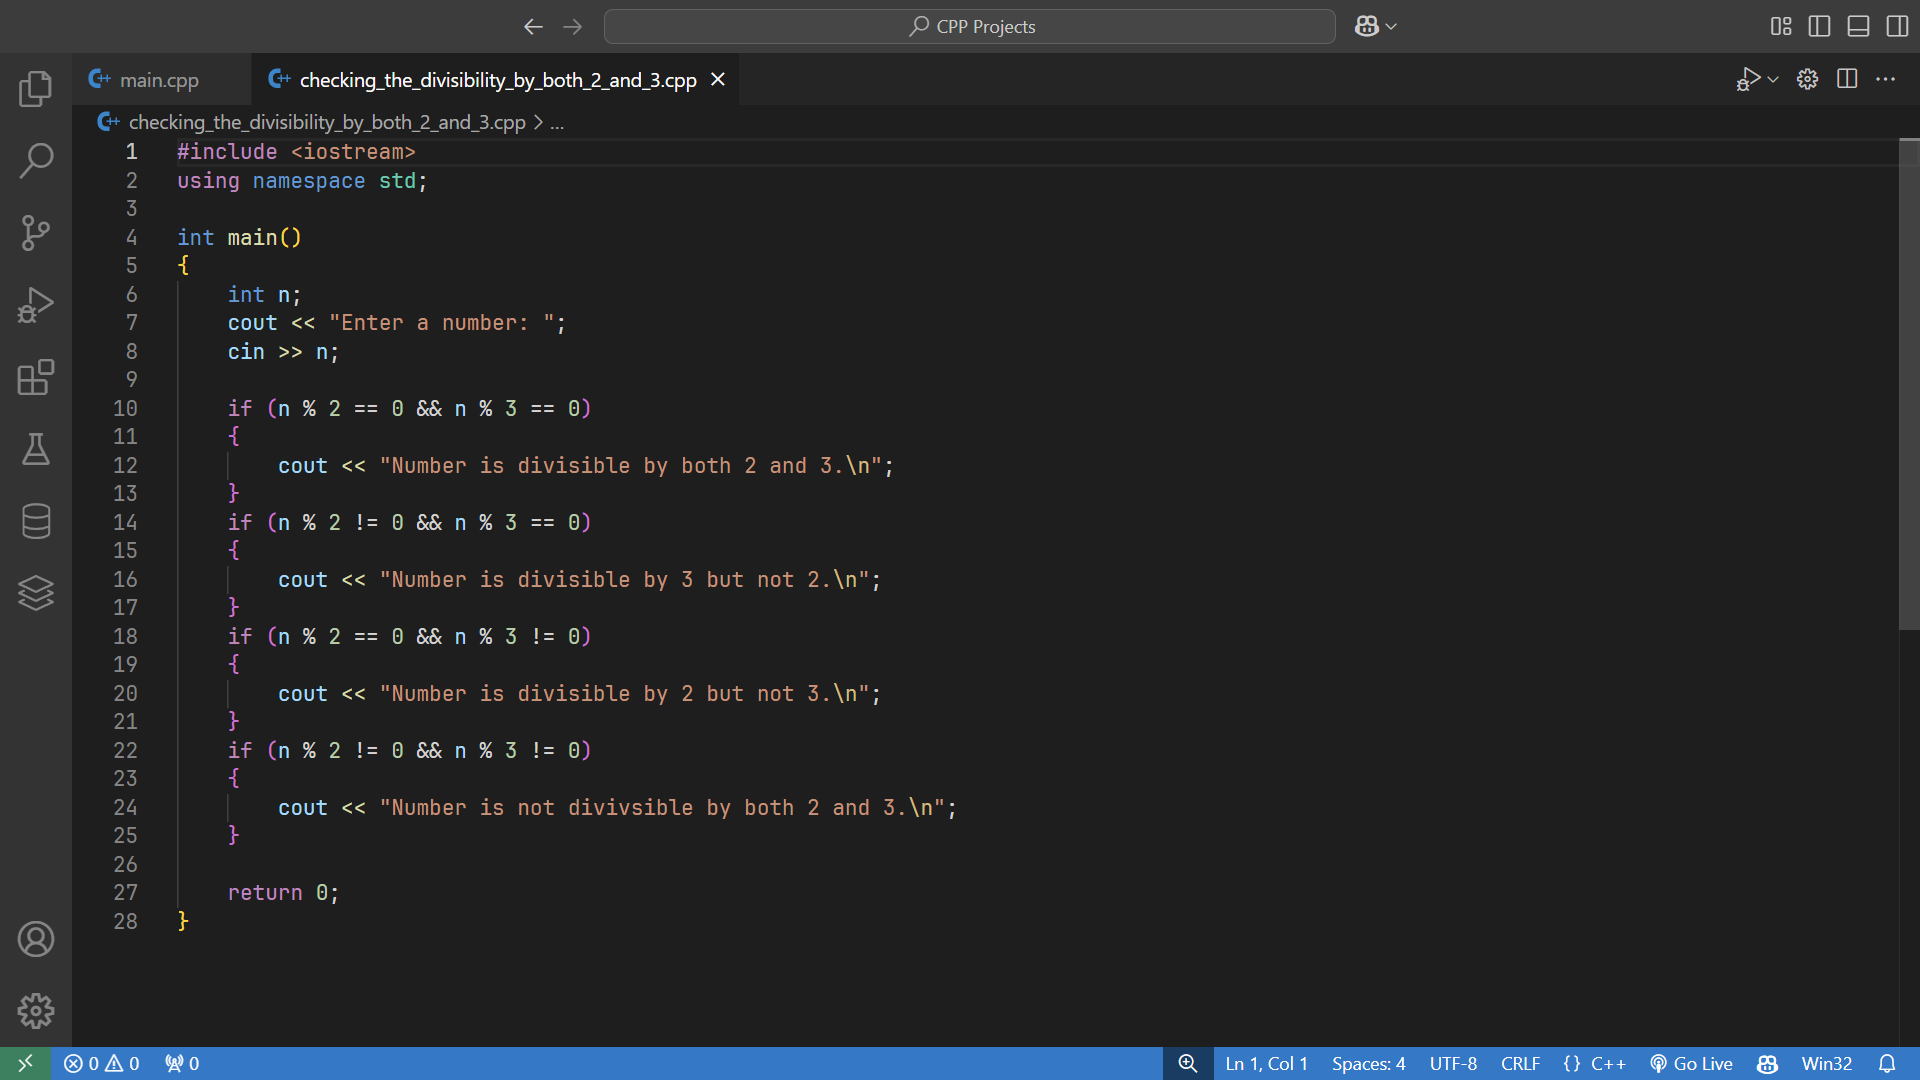 CPP Projects
main.cpp
checking_the_divisibility_by_both_2_and_3.cpp
checking_the_divisibility_by_both_2_and_3.cpp > ...
1 #include <iostream>
2 using namespace std;
3
4 int main()
5 {
6     int n;
7     cout << "Enter a number: ";
8     cin >> n;
9
10     if (n % 2 == 0 && n % 3 == 0)
11     {
12         cout << "Number is divisible by both 2 and 3.\n";
13     }
14     if (n % 2 != 0 && n % 3 == 0)
15     {
16         cout << "Number is divisible by 3 but not 2.\n";
17     }
18     if (n % 2 == 0 && n % 3 != 0)
19     {
20         cout << "Number is divisible by 2 but not 3.\n";
21     }
22     if (n % 2 != 0 && n % 3 != 0)
23     {
24         cout << "Number is not divivsible by both 2 and 3.\n";
25     }
26
27     return 0;
28 }
0 0 0 Ln 1, Col 1 Spaces: 4 UTF-8 CRLF {} C++ Go Live Win32